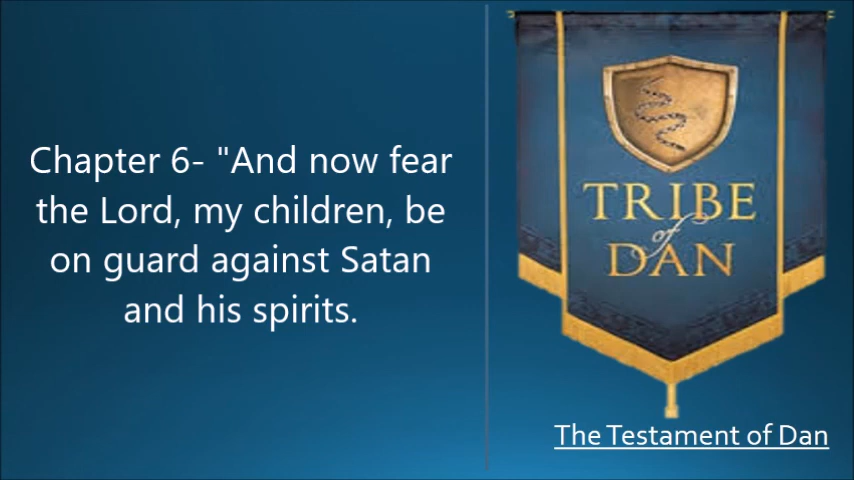 Chapter 6- "And now fear
the Lord, my children, be
on guard against Satan
and his spirits.
TRIBE
of
DAN
The Testament of Dan